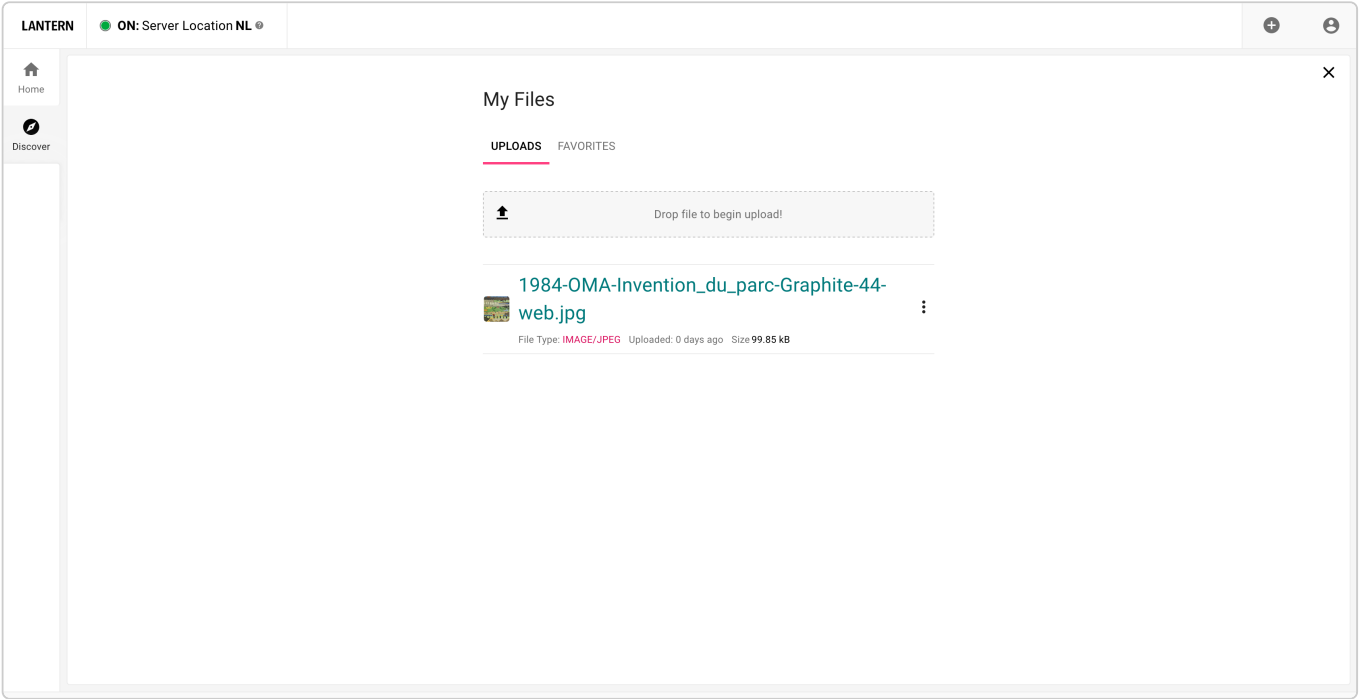 LANTERN
ON: Server Location NL
Home
Discover
My Files
UPLOADS FAVORITES
Drop file to begin upload!
1984-OMA-Invention_du_parc-Graphite-44-
web.jpg
File Type: IMAGE/JPEG Uploaded: 0 days ago Size 99.85 kB